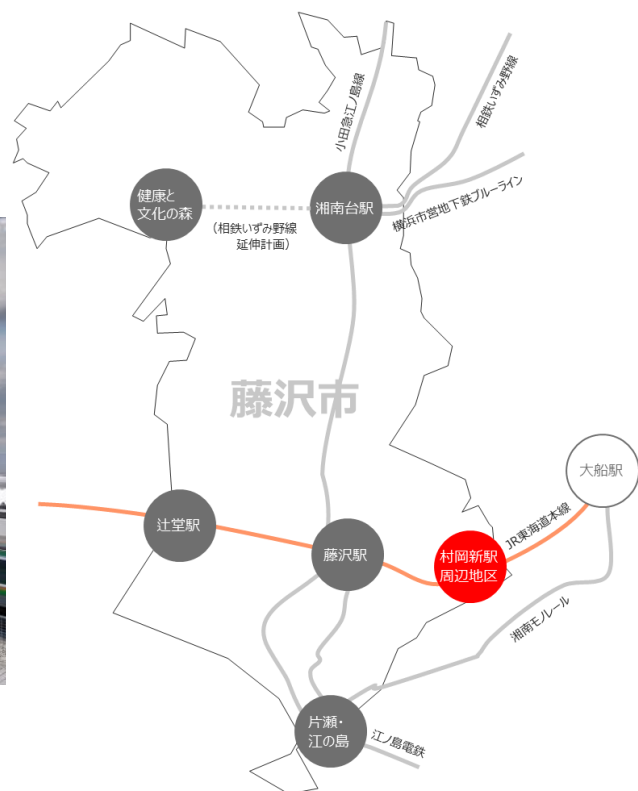 小田急江ノ島線
相鉄いずみ野線
健康と
文化の森
湘南台駅
横浜市営地下鉄ブルーライン
(相鉄いずみ野線
延伸計画)
藤沢市
大船駅
辻堂駅
JR東海道本線
藤沢駅
村岡新駅
周辺地区
湘南モノレール
片瀬・
江の島
江ノ島電鉄